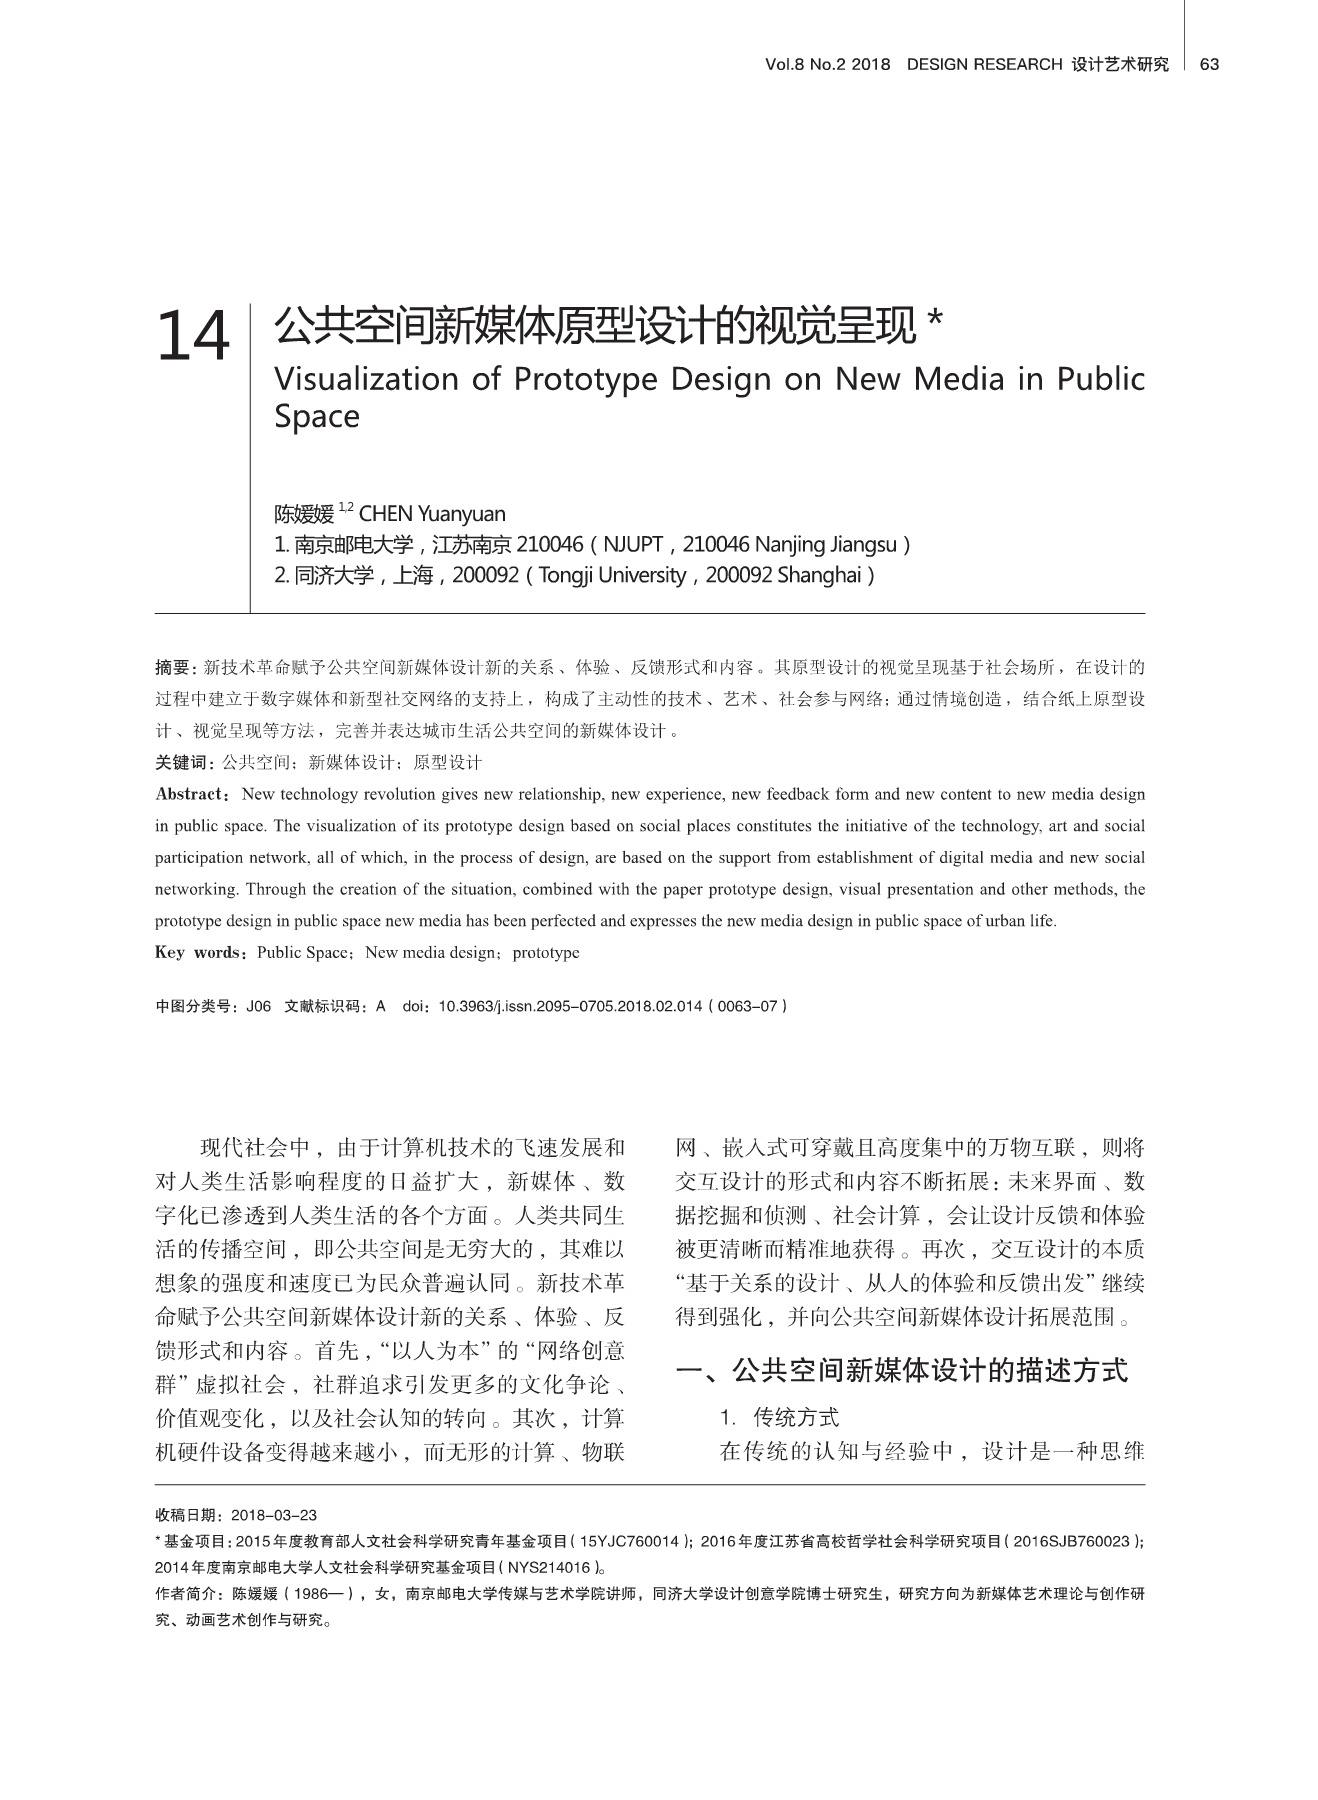 Vol.8 No.2 2018 DESIGN RESEARCH 设计艺术研究 63
14
公共空间新媒体原型设计的视觉呈现 *
Visualization of Prototype Design on New Media in Public
Space
陈媛媛 1,2 CHEN Yuanyuan
1. 南京邮电大学，江苏南京 210046（NJUPT，210046 Nanjing Jiangsu）
2. 同济大学，上海，200092（Tongji University，200092 Shanghai）
摘要：新技术革命赋予公共空间新媒体设计新的关系、体验、反馈形式和内容。其原型设计的视觉呈现基于社会场所，在设计的
过程中建立于数字媒体和新型社交网络的支持上，构成了主动性的技术、艺术、社会参与网络；通过情境创造，结合纸上原型设
计、视觉呈现等方法，完善并表达城市生活公共空间的新媒体设计。
关键词：公共空间；新媒体设计；原型设计
Abstract：New technology revolution gives new relationship, new experience, new feedback form and new content to new media design
in public space. The visualization of its prototype design based on social places constitutes the initiative of the technology, art and social
participation network, all of which, in the process of design, are based on the support from establishment of digital media and new social
networking. Through the creation of the situation, combined with the paper prototype design, visual presentation and other methods, the
prototype design in public space new media has been perfected and expresses the new media design in public space of urban life.
Key words：Public Space；New media design；prototype
中图分类号：J06 文献标识码：A doi：10.3963/j.issn.2095-0705.2018.02.014（0063-07）
现代社会中，由于计算机技术的飞速发展和
对人类生活影响程度的日益扩大，新媒体、数
字化已渗透到人类生活的各个方面。人类共同生
活的传播空间，即公共空间是无穷大的，其难以
想象的强度和速度已为民众普遍认同。新技术革
命赋予公共空间新媒体设计新的关系、体验、反
馈形式和内容。首先，“以人为本”的“网络创意
群”虚拟社会，社群追求引发更多的文化争论、
价值观变化，以及社会认知的转向。其次，计算
机硬件设备变得越来越小，而无形的计算、物联
网、嵌入式可穿戴且高度集中的万物互联，则将
交互设计的形式和内容不断拓展：未来界面、数
据挖掘和侦测、社会计算，会让设计反馈和体验
被更清晰而精准地获得。再次，交互设计的本质
“基于关系的设计、从人的体验和反馈出发”继续
得到强化，并向公共空间新媒体设计拓展范围。
一、公共空间新媒体设计的描述方式
1. 传统方式
在传统的认知与经验中，设计是一种思维
收稿日期：2018-03-23
* 基金项目：2015年度教育部人文社会科学研究青年基金项目（15YJC760014）；2016年度江苏省高校哲学社会科学研究项目（2016SJB760023）；
2014年度南京邮电大学人文社会科学研究基金项目（NYS214016）。
作者简介：陈媛媛（1986—），女，南京邮电大学传媒与艺术学院讲师，同济大学设计创意学院博士研究生，研究方向为新媒体艺术理论与创作研
究、动画艺术创作与研究。